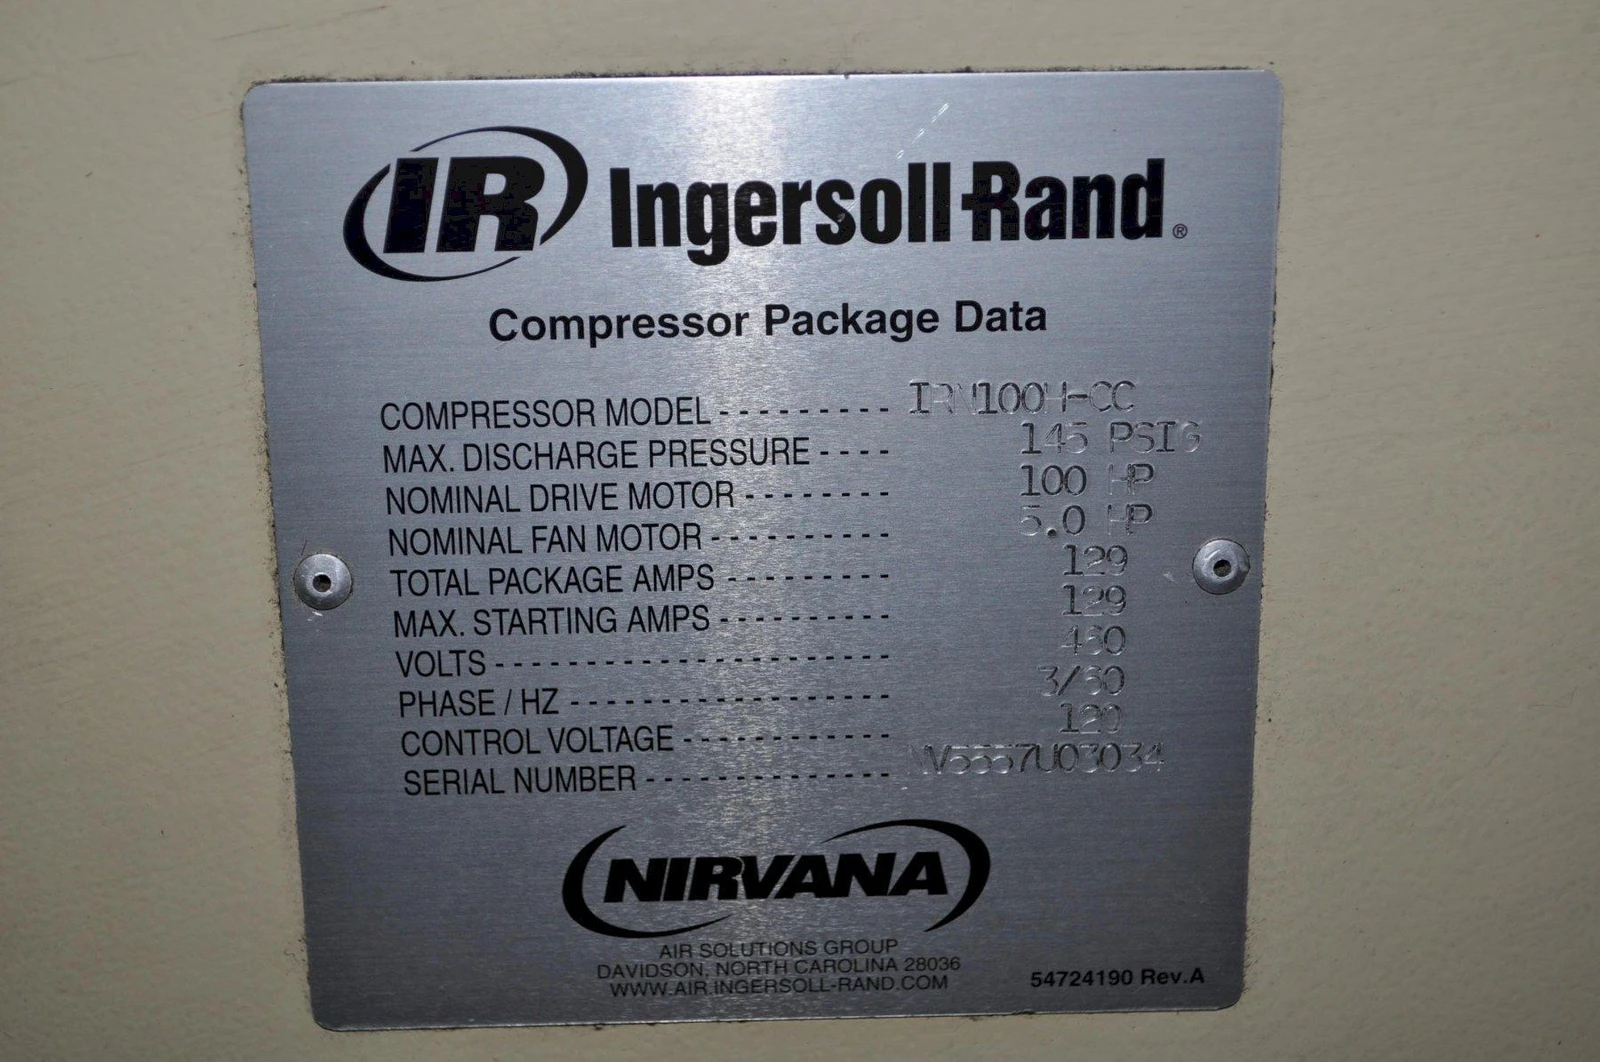 IR Ingersoll-Rand®
Compressor Package Data
COMPRESSOR MODEL --------- IRN100H-CC
MAX. DISCHARGE PRESSURE ---- 145 PSIG
NOMINAL DRIVE MOTOR -------- 100 HP
NOMINAL FAN MOTOR ---------- 5.0 HP
TOTAL PACKAGE AMPS --------- 129
MAX. STARTING AMPS ---------- 129
VOLTS ---------------------- 460
PHASE / HZ ------------------ 3/60
CONTROL VOLTAGE ----------- 120
SERIAL NUMBER -------------
NIRVANA
AIR SOLUTIONS GROUP
DAVIDSON, NORTH CAROLINA 28036
WWW.AIR.INGERSOLL-RAND.COM
54724190 Rev.A